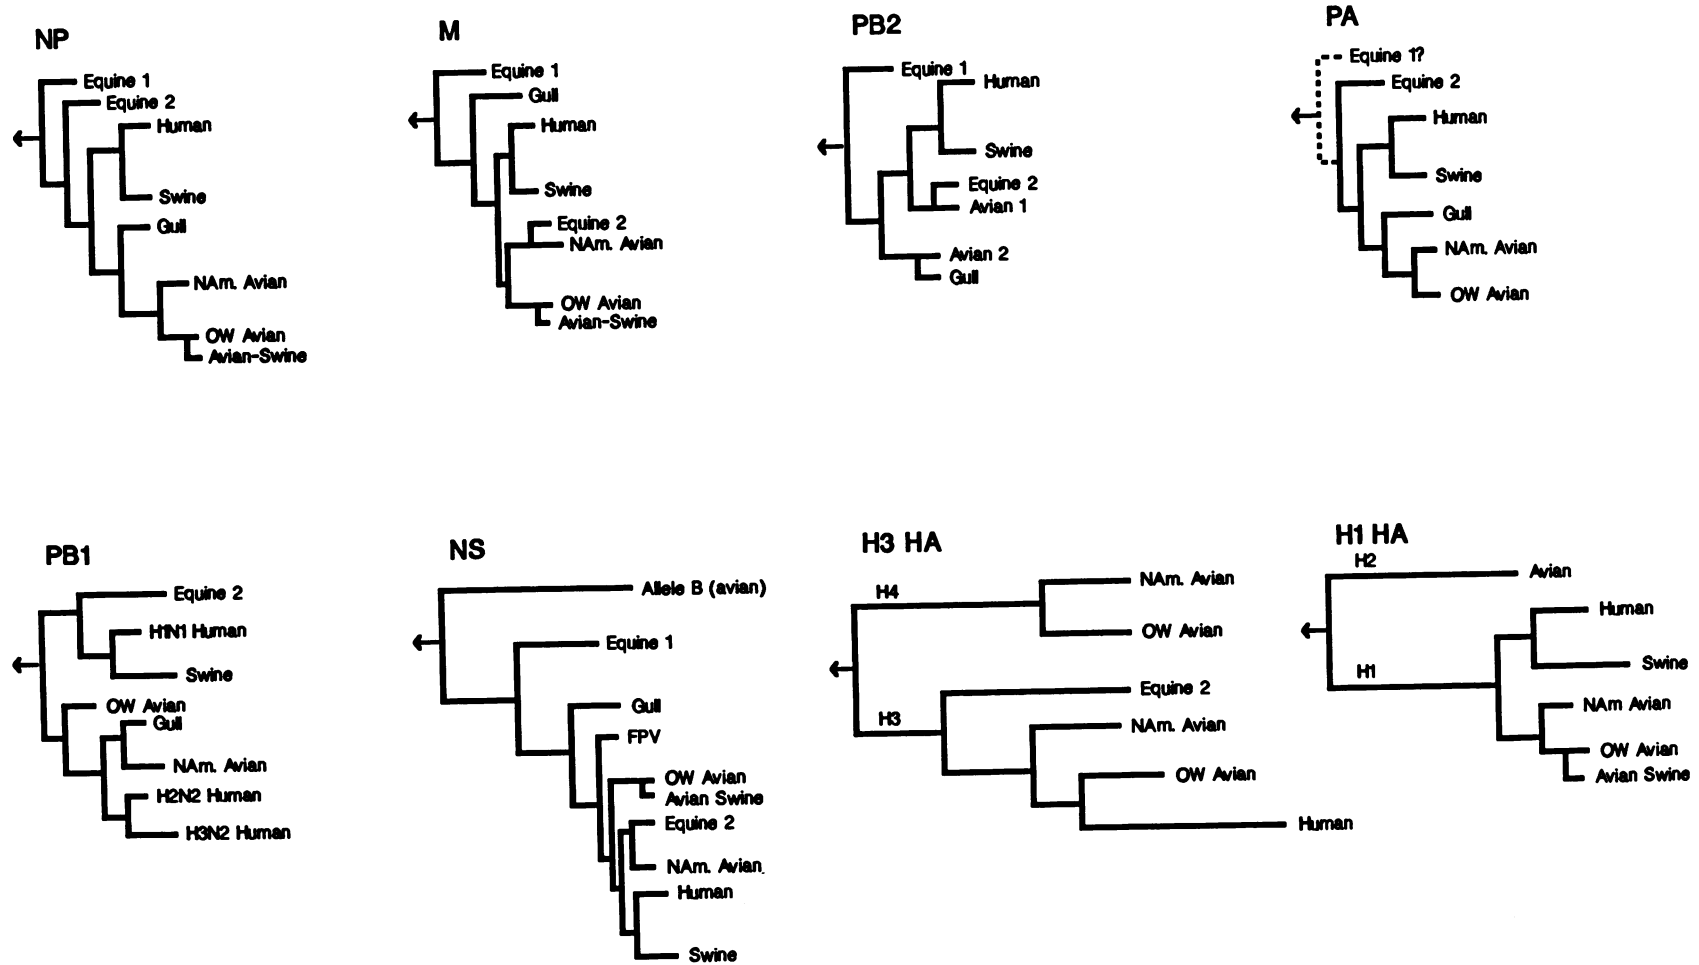 NP
Equine 1
Equine 2
Human
Swine
Gull
NAm. Avian
OW Avian
Avian-Swine
M
Equine 1
Gull
Human
Swine
Equine 2
NAm. Avian
OW Avian
Avian-Swine
PB2
Equine 1
Human
Swine
Equine 2
Avian 1
Avian 2
Gull
PA
Equine 1?
Equine 2
Human
Swine
Gull
NAm. Avian
OW Avian
PB1
Equine 2
H1N1 Human
Swine
OW Avian
Gull
NAm. Avian
H2N2 Human
H3N2 Human
NS
Allele B (avian)
Equine 1
Gull
FPV
OW Avian
Avian Swine
Equine 2
NAm. Avian
Human
Swine
H3 HA
H4
NAm. Avian
OW Avian
Equine 2
H3
NAm. Avian
OW Avian
Human
H1 HA
H2
Avian
Human
Swine
H1
NAm Avian
OW Avian
Avian Swine